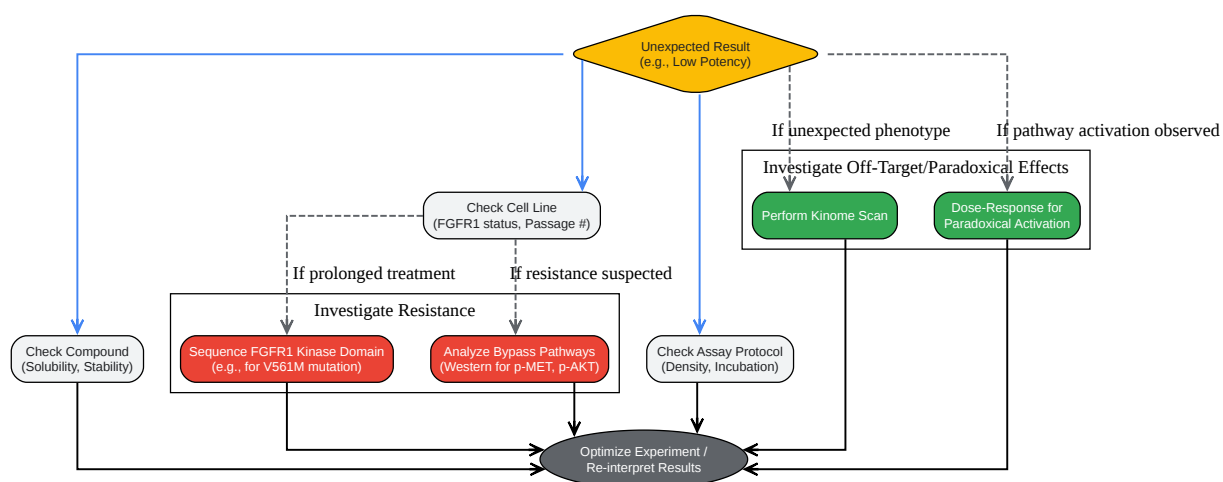 Unexpected Result
(e.g., Low Potency)
If unexpected phenotype
If pathway activation observed
Investigate Off-Target/Paradoxical Effects
Check Cell Line
(FGFR1 status, Passage #)
Perform Kinome Scan
Dose-Response for
Paradoxical Activation
If prolonged treatment
If resistance suspected
Investigate Resistance
Check Compound
(Solubility, Stability)
Sequence FGFR1 Kinase Domain
(e.g., for V561M mutation)
Analyze Bypass Pathways
(Western for p-MET, p-AKT)
Check Assay Protocol
(Density, Incubation)
Optimize Experiment /
Re-interpret Results